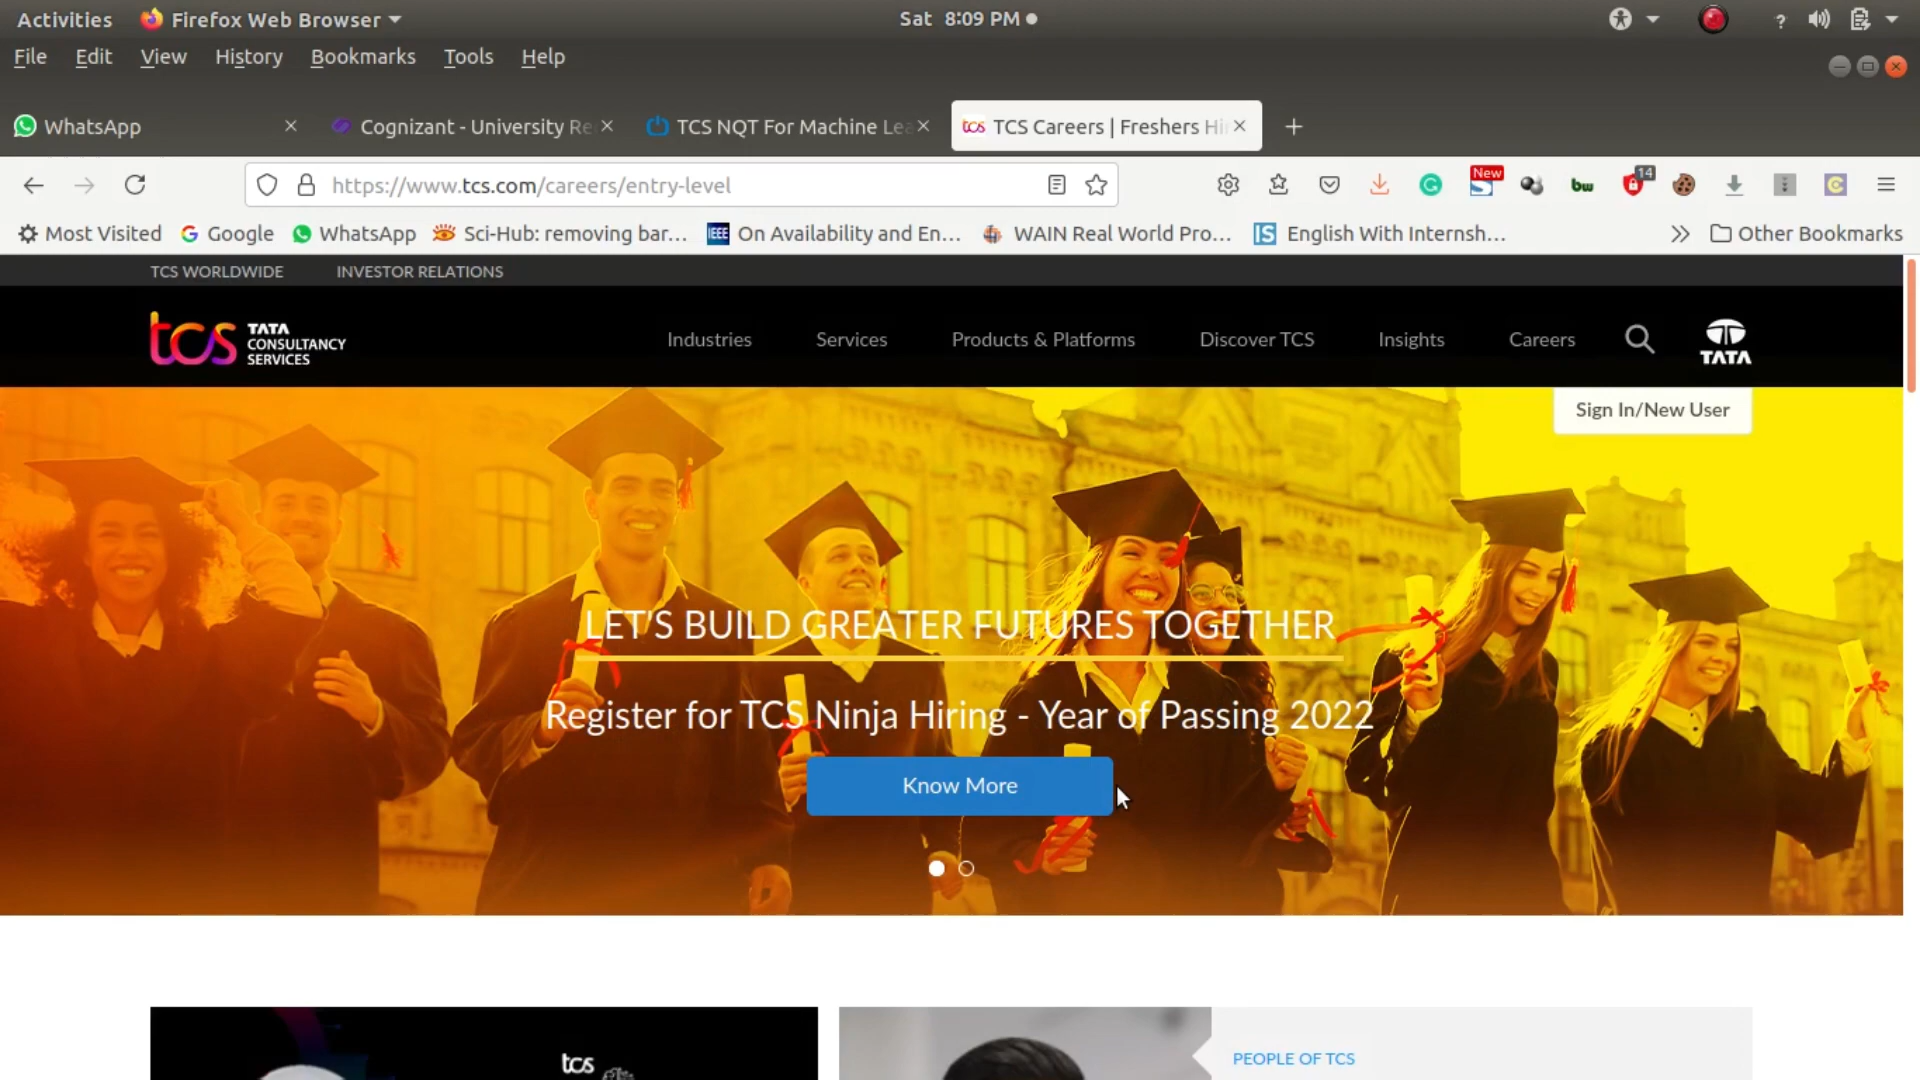 Activities Firefox Web Browser Sat 8:09 PM ?
File Edit View History Bookmarks Tools Help
WhatsApp Cognizant - University Re TCS NQT For Machine Lea tcs TCS Careers | Freshers Hi
https://www.tcs.com/careers/entry-level New bw 14
Most Visited Google WhatsApp Sci-Hub: removing bar... IEEE On Availability and En... WAIN Real World Pro... IS English With Internsh... Other Bookmarks
TCS WORLDWIDE INVESTOR RELATIONS
tcs TATA
CONSULTANCY
SERVICES
Industries Services Products & Platforms Discover TCS Insights Careers TATA
Sign In/New User
LET'S BUILD GREATER FUTURES TOGETHER
Register for TCS Ninja Hiring - Year of Passing 2022
Know More
tcs
PEOPLE OF TCS